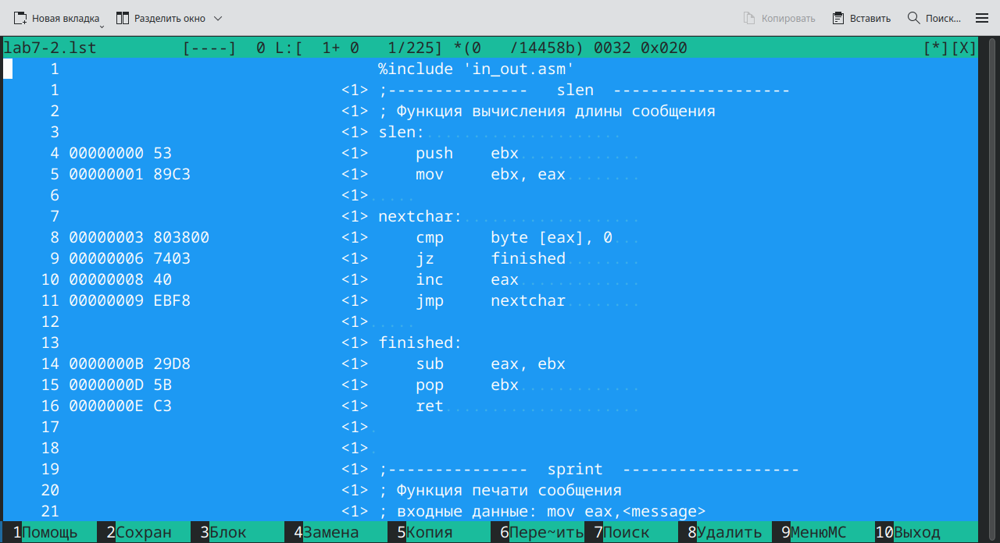 Новая вкладка Разделить окно Копировать Вставить Поиск...
lab7-2.lst [----] 0 L:[ 1+ 0 1/225] *(0 /14458b) 0032 0x020 [*][X]
1 %include 'in_out.asm'
1 <1> ;--------------- slen -------------------
2 <1> ; Функция вычисления длины сообщения
3 <1> slen:.....................
4 00000000 53 <1> push ebx.............
5 00000001 89C3 <1> mov ebx, eax........
6 <1>.....
7 <1> nextchar:...................
8 00000003 803800 <1> cmp byte [eax], 0...
9 00000006 7403 <1> jz finished........
10 00000008 40 <1> inc eax.............
11 00000009 EBF8 <1> jmp nextchar........
12 <1>.....
13 <1> finished:
14 0000000B 29D8 <1> sub eax, ebx
15 0000000D 5B <1> pop ebx.............
16 0000000E C3 <1> ret.....................
17 <1>.
18 <1>.
19 <1> ;--------------- sprint -------------------
20 <1> ; Функция печати сообщения
21 <1> ; входные данные: mov eax,<message>
1Помощь 2Сохран 3Блок 4Замена 5Копия 6Пере~ить 7Поиск 8Удалить 9МенюMC 10Выход